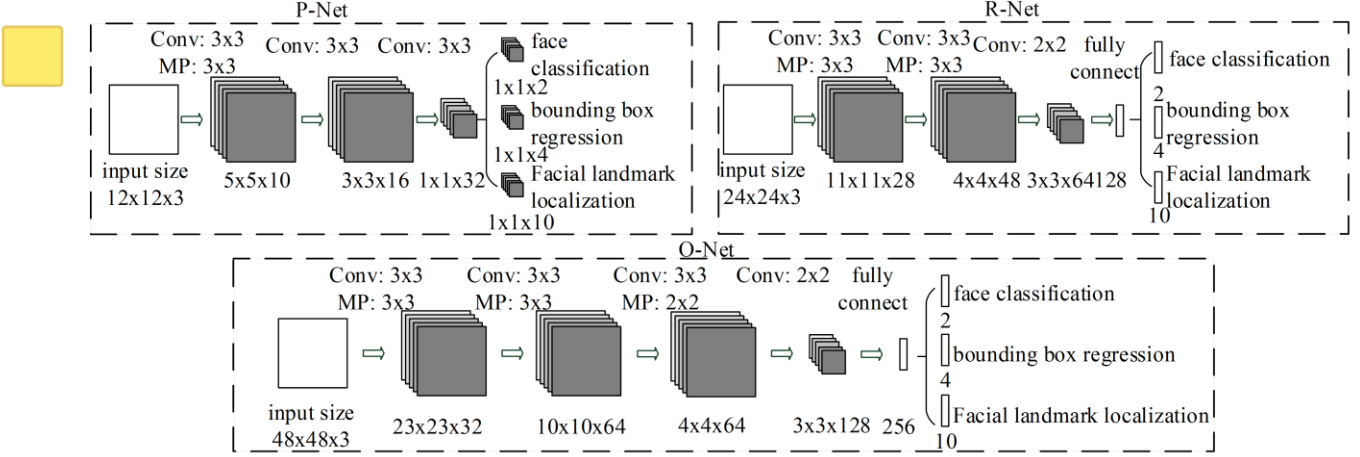 P-Net
Conv: 3x3 Conv: 3x3 Conv: 3x3
MP: 3x3
face
classification
1x1x2
bounding box
regression
1x1x4
Facial landmark
localization
1x1x10
input size
12x12x3
5x5x10 3x3x16 1x1x32
R-Net
Conv: 3x3 Conv: 3x3 Conv: 2x2 fully
MP: 3x3 MP: 3x3 connect
face classification
2
bounding box
regression
4
Facial landmark
localization
10
input size
24x24x3
11x11x28 4x4x48 3x3x64 128
O-Net
Conv: 3x3 Conv: 3x3 Conv: 3x3 Conv: 2x2 fully
MP: 3x3 MP: 3x3 MP: 2x2 connect
face classification
2
bounding box regression
4
Facial landmark localization
10
input size
48x48x3
23x23x32 10x10x64 4x4x64 3x3x128 256